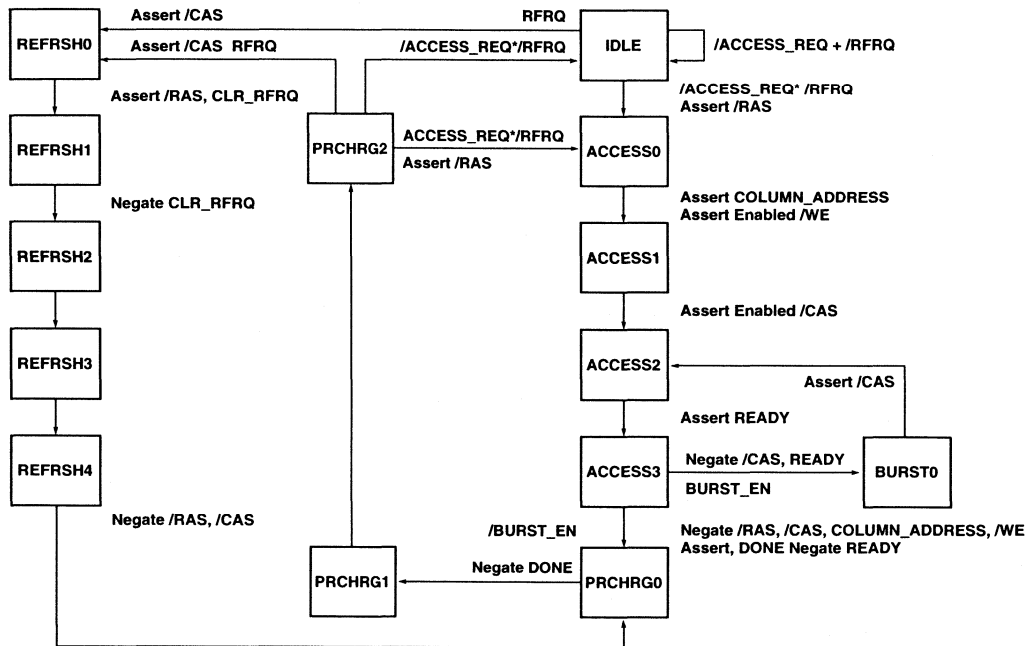 Assert /CAS
RFRQ
REFRSH0
Assert /CAS RFRQ
/ACCESS_REQ*/RFRQ
IDLE
/ACCESS_REQ + /RFRQ
Assert /RAS, CLR_RFRQ
/ACCESS_REQ* /RFRQ
Assert /RAS
REFRSH1
PRCHRG2
ACCESS_REQ*/RFRQ
Assert /RAS
ACCESS0
Negate CLR_RFRQ
Assert COLUMN_ADDRESS
Assert Enabled /WE
REFRSH2
ACCESS1
Assert Enabled /CAS
REFRSH3
ACCESS2
Assert /CAS
Assert READY
REFRSH4
ACCESS3
Negate /CAS, READY
BURST_EN
BURST0
Negate /RAS, /CAS
/BURST_EN
Negate /RAS, /CAS, COLUMN_ADDRESS, /WE
Assert, DONE Negate READY
PRCHRG1
Negate DONE
PRCHRG0